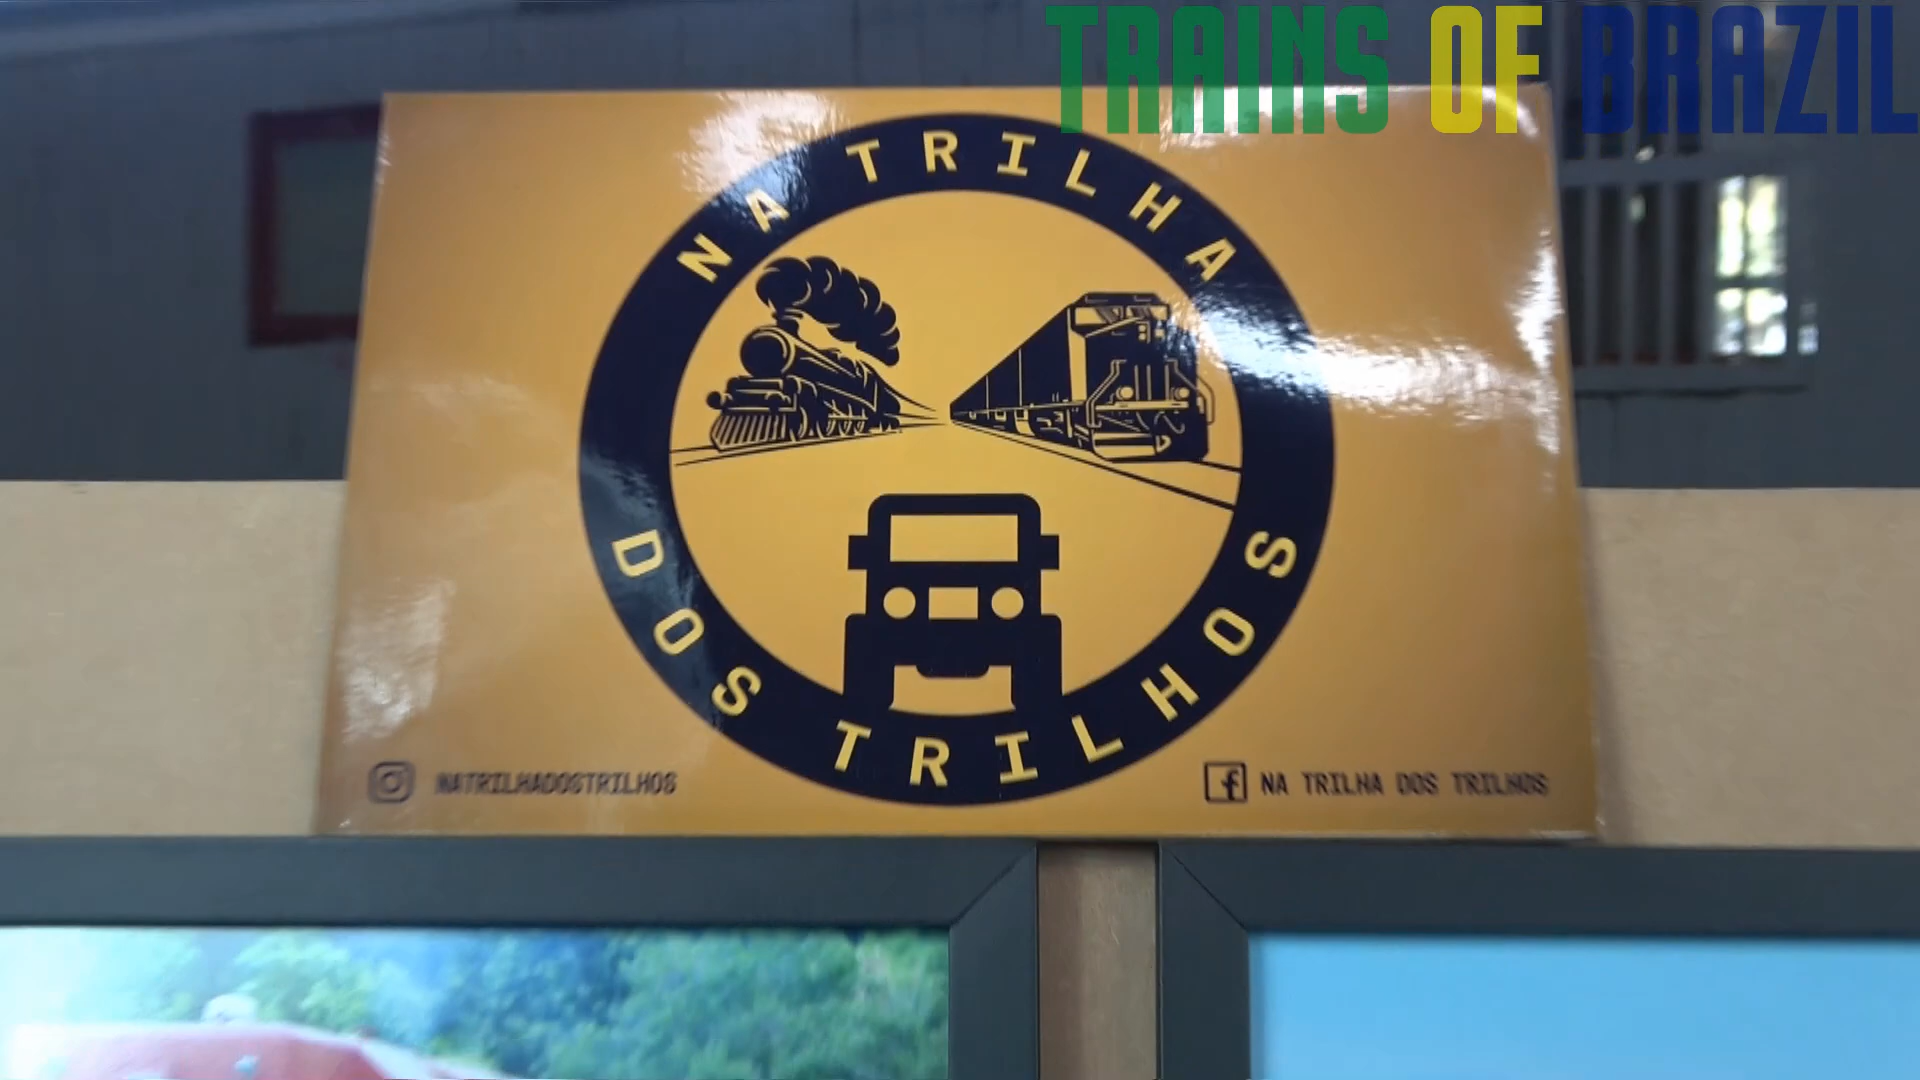 TRAINS OF BRAZIL
NA TRILHA
DOS TRILHOS
NATRILHADOSTRILHOS
NA TRILHA DOS TRILHOS